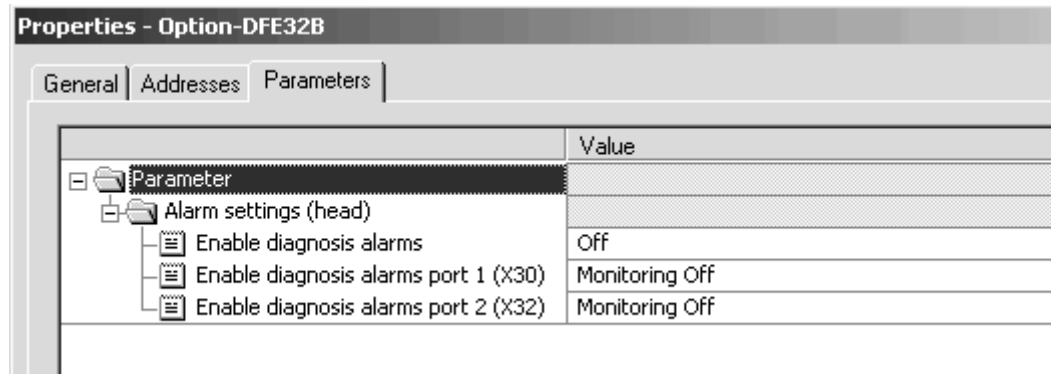 Properties - Option-DFE32B
General Addresses Parameters
Value
Parameter
Alarm settings (head)
Enable diagnosis alarms Off
Enable diagnosis alarms port 1 (X30) Monitoring Off
Enable diagnosis alarms port 2 (X32) Monitoring Off